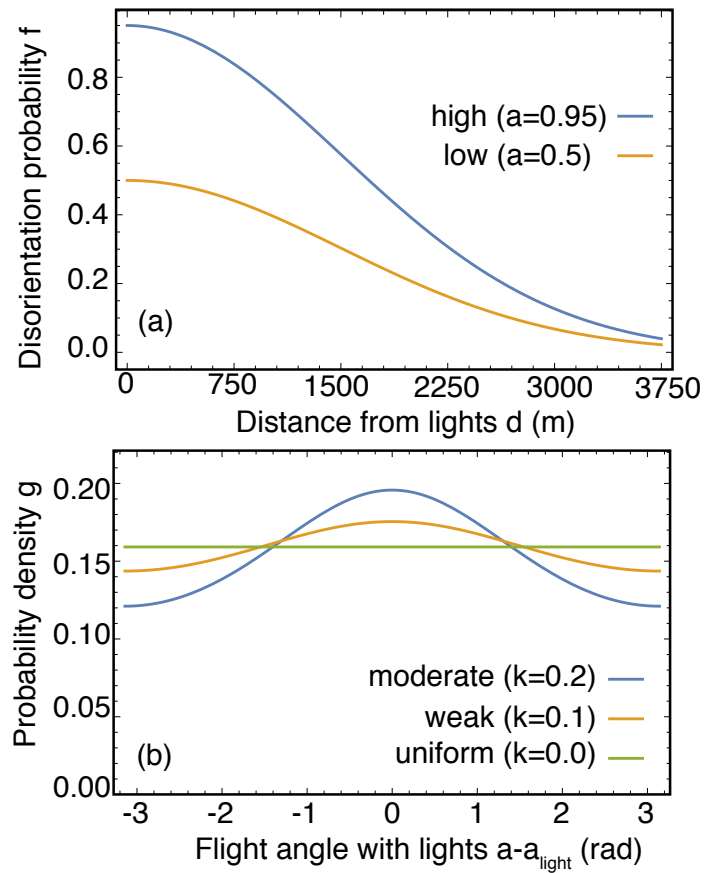 Disorientation probability f
0.8
0.6
0.4
0.2
0.0
high (a=0.95)
low (a=0.5)
(a)
0 750 1500 2250 3000 3750
Distance from lights d (m)
Probability density g
0.20
0.15
0.10
0.05
0.00
moderate (k=0.2)
weak (k=0.1)
uniform (k=0.0)
(b)
-3 -2 -1 0 1 2 3
Flight angle with lights a-a_light (rad)